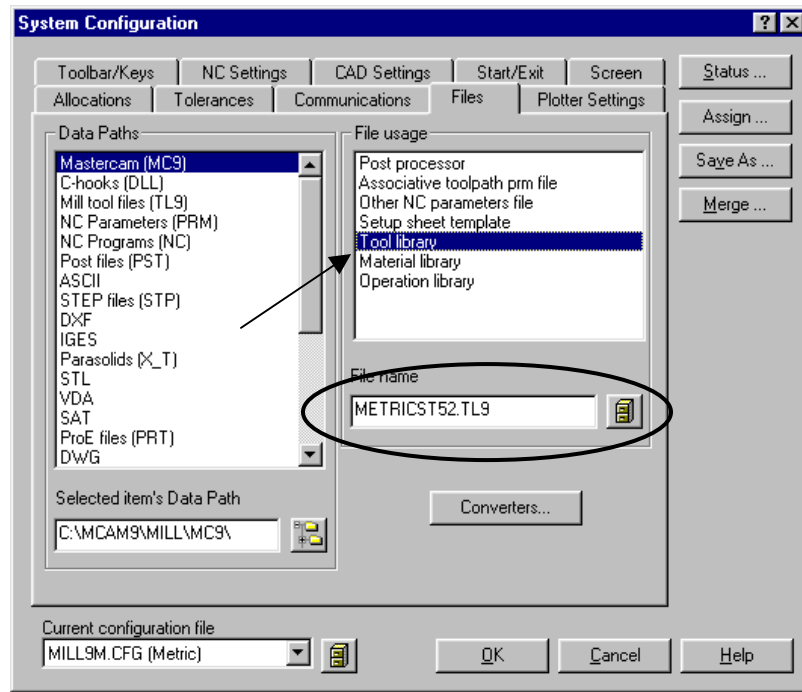 System Configuration
Toolbar/Keys NC Settings CAD Settings Start/Exit Screen
Allocations Tolerances Communications Files Plotter Settings
Status ...
Assign ...
Save As ...
Merge ...
Data Paths
Mastercam (MC9)
C-hooks (DLL)
Mill tool files (TL9)
NC Parameters (PRM)
NC Programs (NC)
Post files (PST)
ASCII
STEP files (STP)
DXF
IGES
Parasolids (X_T)
STL
VDA
SAT
ProE files (PRT)
DWG
Selected item's Data Path
C:\MCAM9\MILL\MC9\
File usage
Post processor
Associative toolpath prm file
Other NC parameters file
Setup sheet template
Tool library
Material library
Operation library
File name
METRICST52.TL9
Converters...
Current configuration file
MILL9M.CFG (Metric)
OK Cancel Help